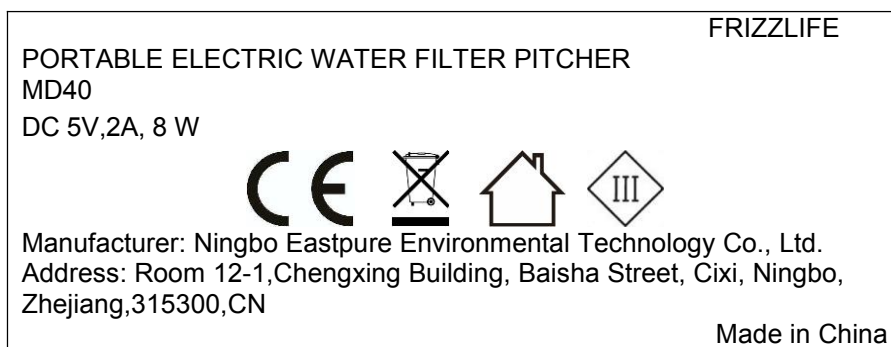 FRIZZLIFE
PORTABLE ELECTRIC WATER FILTER PITCHER
MD40
DC 5V,2A, 8 W
CE
III
Manufacturer: Ningbo Eastpure Environmental Technology Co., Ltd.
Address: Room 12-1,Chengxing Building, Baisha Street, Cixi, Ningbo,
Zhejiang,315300,CN
Made in China